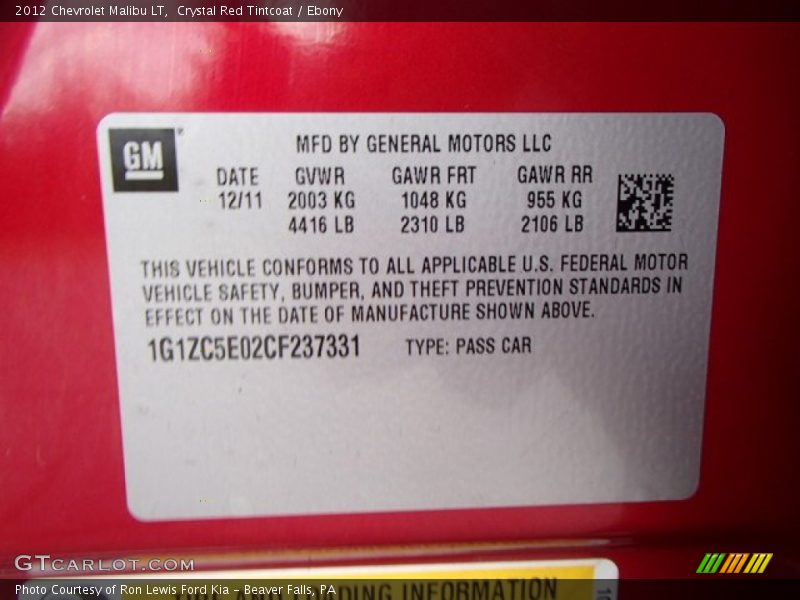 2012 Chevrolet Malibu LT,  Crystal Red Tintcoat / Ebony
GM
MFD BY GENERAL MOTORS LLC
DATE GVWR GAWR FRT GAWR RR
12/11 2003 KG 1048 KG 955 KG
4416 LB 2310 LB 2106 LB
THIS VEHICLE CONFORMS TO ALL APPLICABLE U.S. FEDERAL MOTOR
VEHICLE SAFETY, BUMPER, AND THEFT PREVENTION STANDARDS IN
EFFECT ON THE DATE OF MANUFACTURE SHOWN ABOVE.
1G1ZC5E02CF237331 TYPE: PASS CAR
GTCARLOT.COM
Photo Courtesy of Ron Lewis Ford Kia - Beaver Falls, PA
AND LOADING INFORMATION